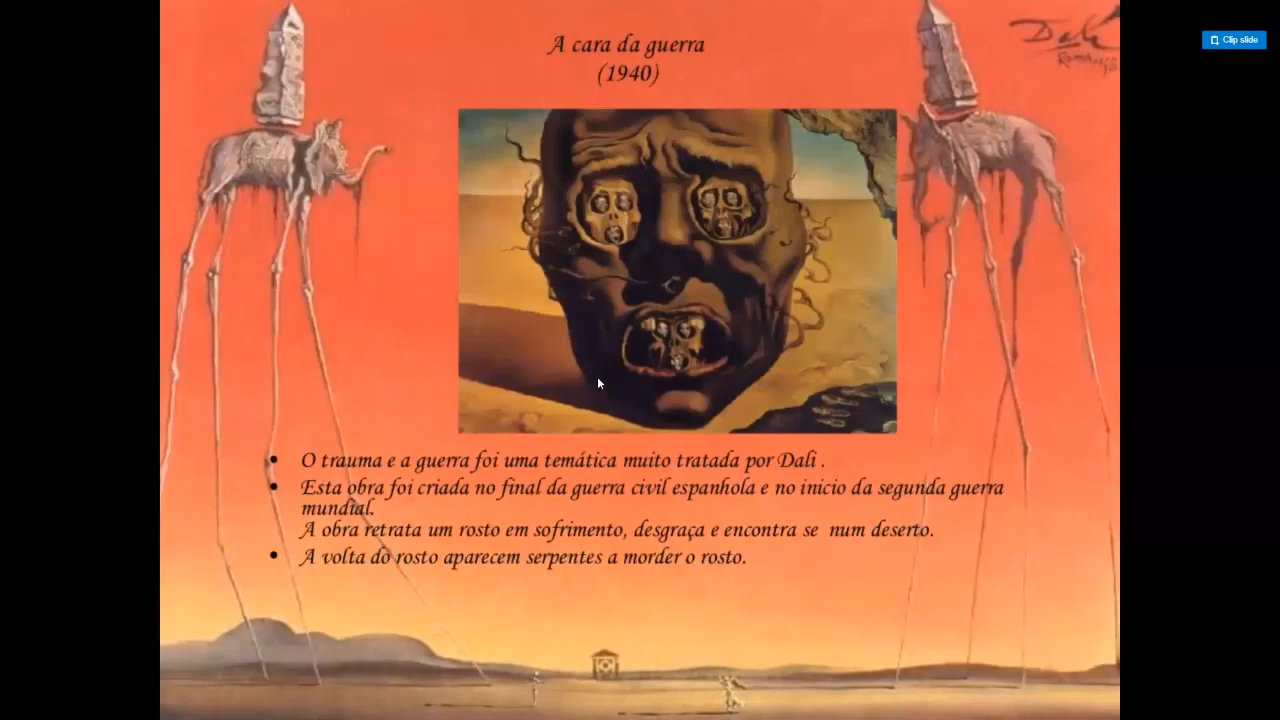 A cara da guerra
(1940)
Clip slide
Dalí
• O trauma e a guerra foi uma temática muito tratada por Dalí .
• Esta obra foi criada no final da guerra civil espanhola e no inicio da segunda guerra
mundial.
A obra retrata um rosto em sofrimento, desgraça e encontra se num deserto.
• A volta do rosto aparecem serpentes a morder o rosto.